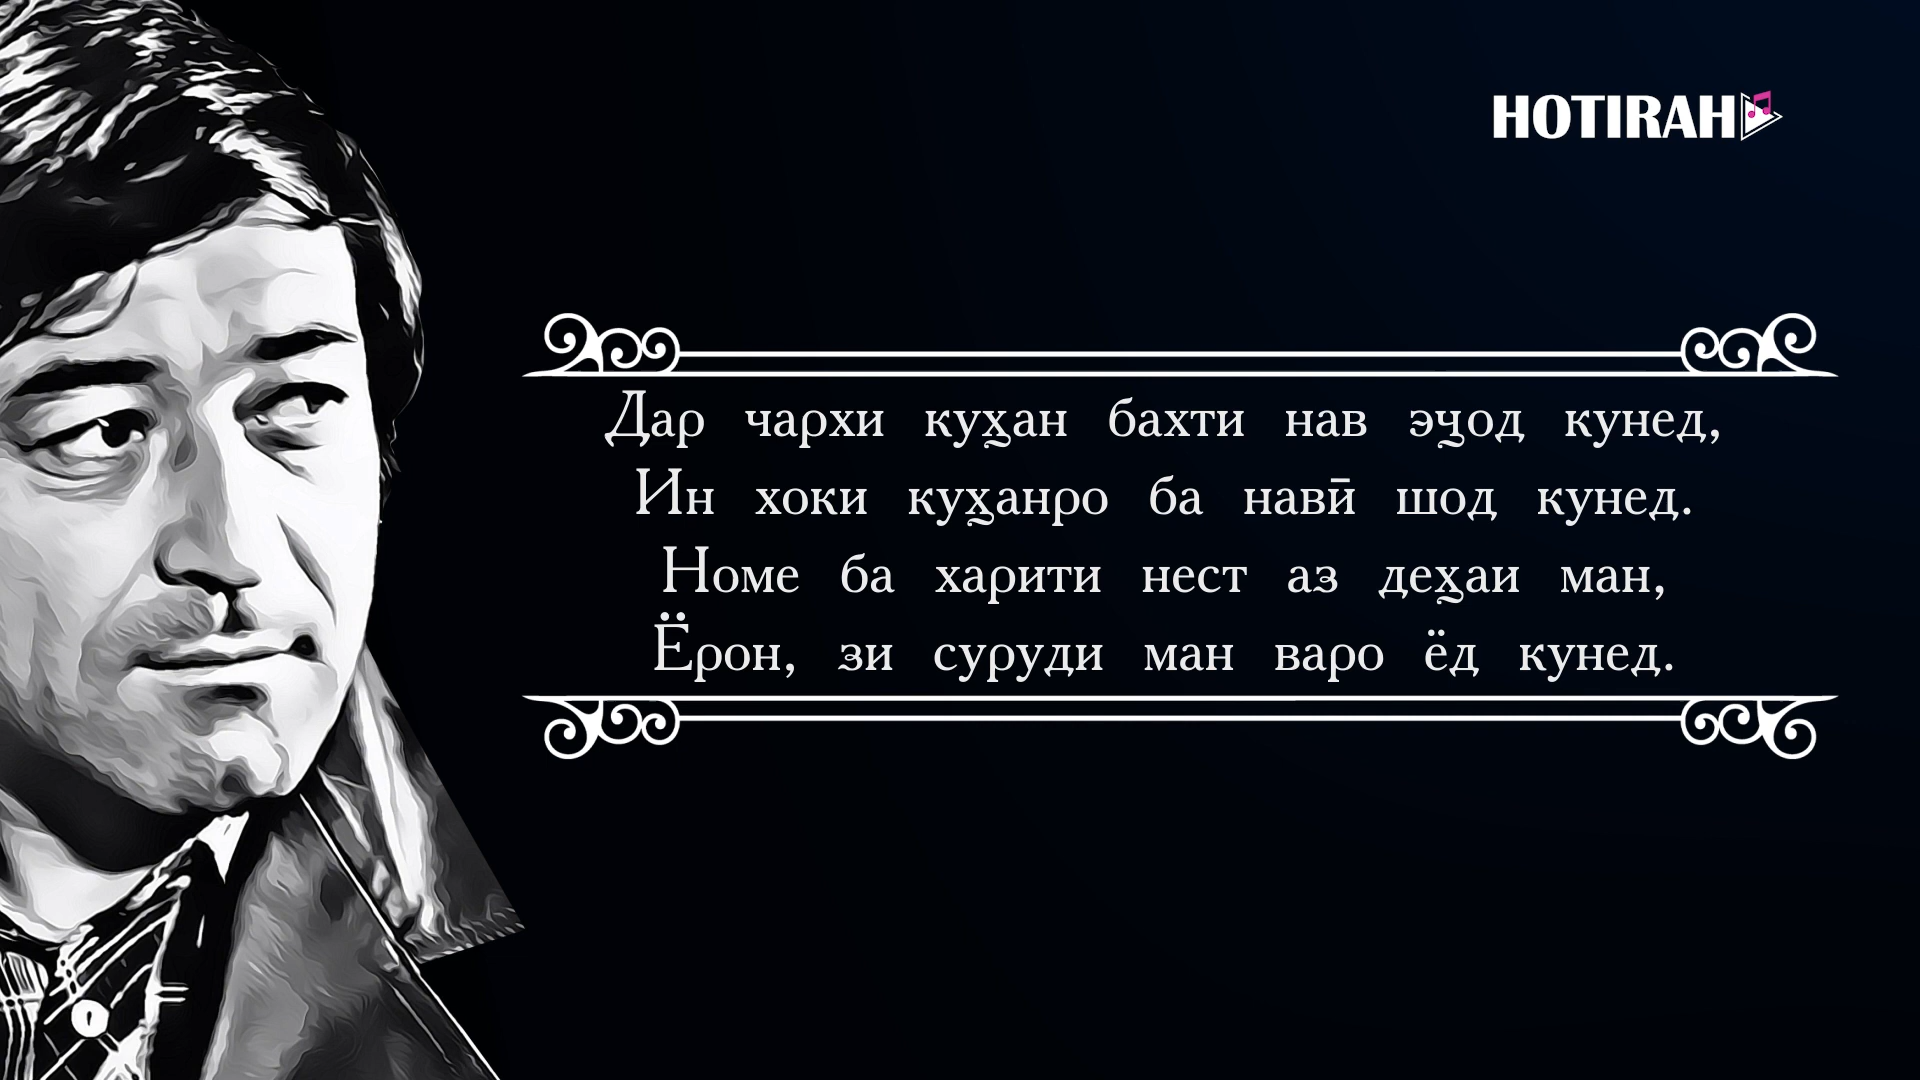 HOTIRAH
Дар чархи куҳан бахти нав эҷод кунед,
Ин хоки куҳанро ба навӣ шод кунед.
Номе ба харити нест аз деҳаи ман,
Ёрон, зи суруди ман варо ёд кунед.